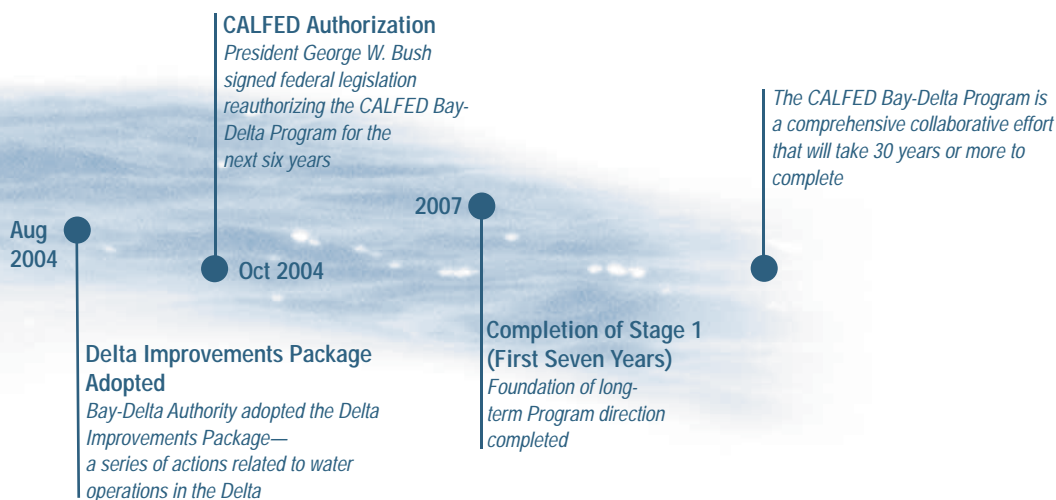 CALFED Authorization
President George W. Bush
signed federal legislation
reauthorizing the CALFED Bay-
Delta Program for the
next six years
The CALFED Bay-Delta Program is
a comprehensive collaborative effort
that will take 30 years or more to
complete
Aug
2004
Oct 2004
2007
Delta Improvements Package
Adopted
Bay-Delta Authority adopted the Delta
Improvements Package—
a series of actions related to water
operations in the Delta
Completion of Stage 1
(First Seven Years)
Foundation of long-
term Program direction
completed